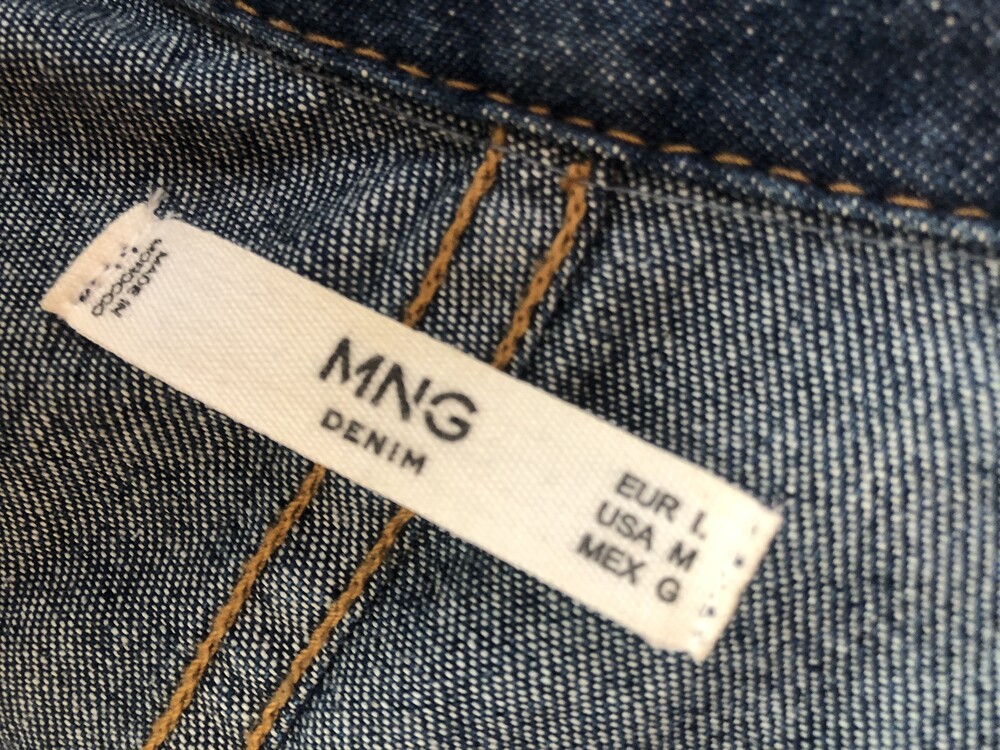 MADE IN
MOROCCO
MNG
DENIM
EUR L
USA M
MEX G